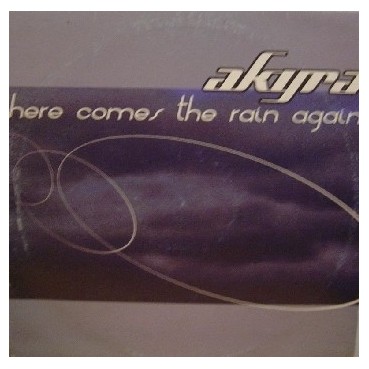 akyra
here comes the rain again